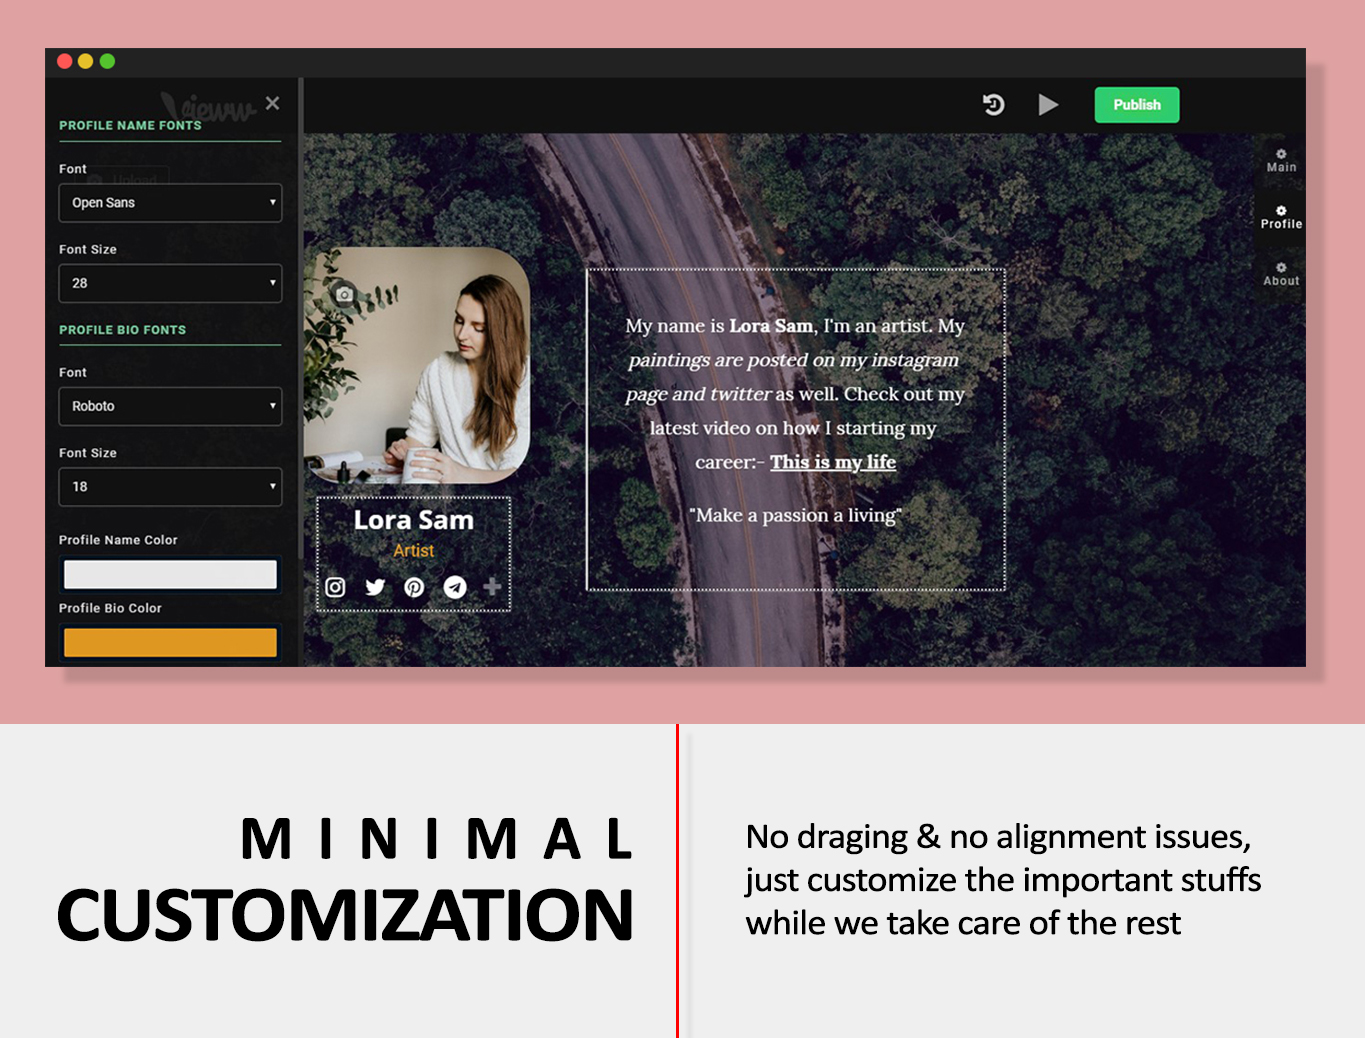 Vieww
PROFILE NAME FONTS
Font
Upload
Open Sans
Font Size
28
PROFILE BIO FONTS
Font
Roboto
Font Size
18
Profile Name Color
Profile Bio Color
Publish
Main
Profile
About
Lora Sam
Artist
My name is Lora Sam, I'm an artist. My
paintings are posted on my instagram
page and twitter as well. Check out my
latest video on how I starting my
career:- This is my life
"Make a passion a living"
MINIMAL
CUSTOMIZATION
No draging & no alignment issues,
just customize the important stuffs
while we take care of the rest